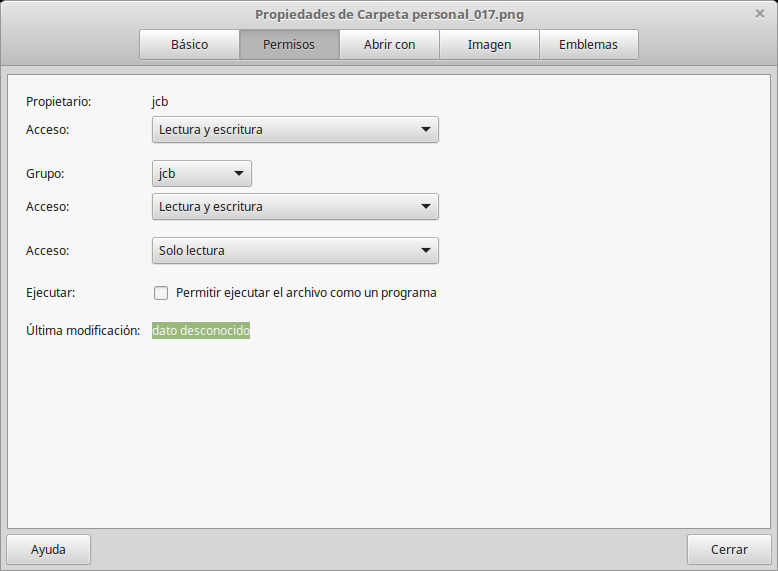 Propiedades de Carpeta personal_017.png
Básico Permisos Abrir con Imagen Emblemas
Propietario: jcb
Acceso: Lectura y escritura
Grupo: jcb
Acceso: Lectura y escritura
Acceso: Solo lectura
Ejecutar: Permitir ejecutar el archivo como un programa
Última modificación: dato desconocido
Ayuda Cerrar